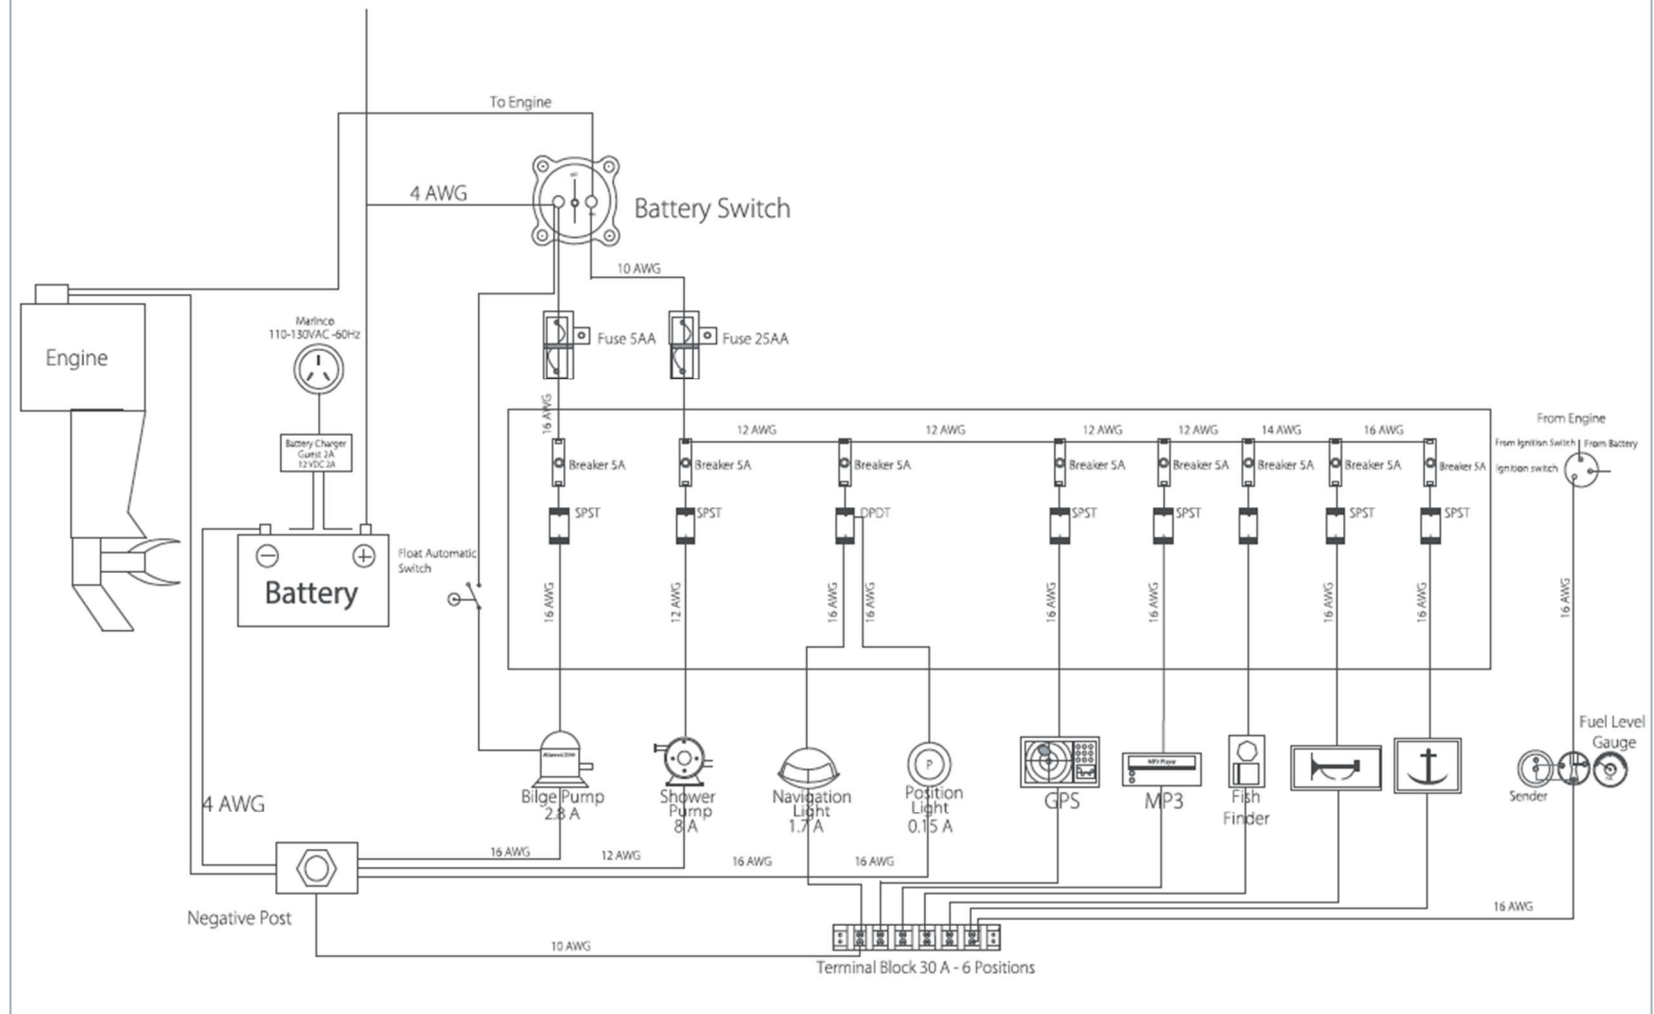 To Engine
4 AWG
Battery Switch
10 AWG
Marinco
110-130VAC -60Hz
Engine
Fuse 5AA
Fuse 25AA
16 AWG
12 AWG
12 AWG
12 AWG
12 AWG
14 AWG
16 AWG
From Engine
From Ignition Switch
From Battery
Ignition switch
Battery Charger
Guest 2A
12 VDC 2A
Breaker 5A
Breaker 5A
Breaker 5A
Breaker 5A
Breaker 5A
Breaker 5A
Breaker 5A
Breaker 5A
SPST
SPST
DPDT
SPST
SPST
SPST
SPST
Battery
Float Automatic
Switch
16 AWG
12 AWG
16 AWG
16 AWG
16 AWG
16 AWG
16 AWG
16 AWG
16 AWG
Fuel Level
Gauge
Sender
P
MP3 Player
Bilge Pump
2.8 A
Shower
Pump
8 A
Navigation
Light
1.7 A
Position
Light
0.15 A
GPS
MP3
Fish
Finder
4 AWG
16 AWG
12 AWG
16 AWG
16 AWG
Negative Post
16 AWG
10 AWG
Terminal Block 30 A - 6 Positions